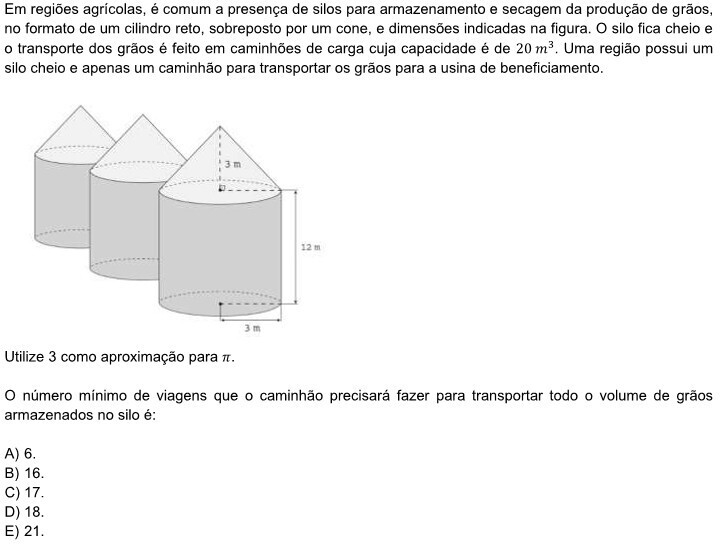 Em regiões agrícolas, é comum a presença de silos para armazenamento e secagem da produção de grãos,
no formato de um cilindro reto, sobreposto por um cone, e dimensões indicadas na figura. O silo fica cheio e
o transporte dos grãos é feito em caminhões de carga cuja capacidade é de 20 m³. Uma região possui um
silo cheio e apenas um caminhão para transportar os grãos para a usina de beneficiamento.
3 m
12 m
3 m
Utilize 3 como aproximação para π.
O número mínimo de viagens que o caminhão precisará fazer para transportar todo o volume de grãos
armazenados no silo é:
A) 6.
B) 16.
C) 17.
D) 18.
E) 21.